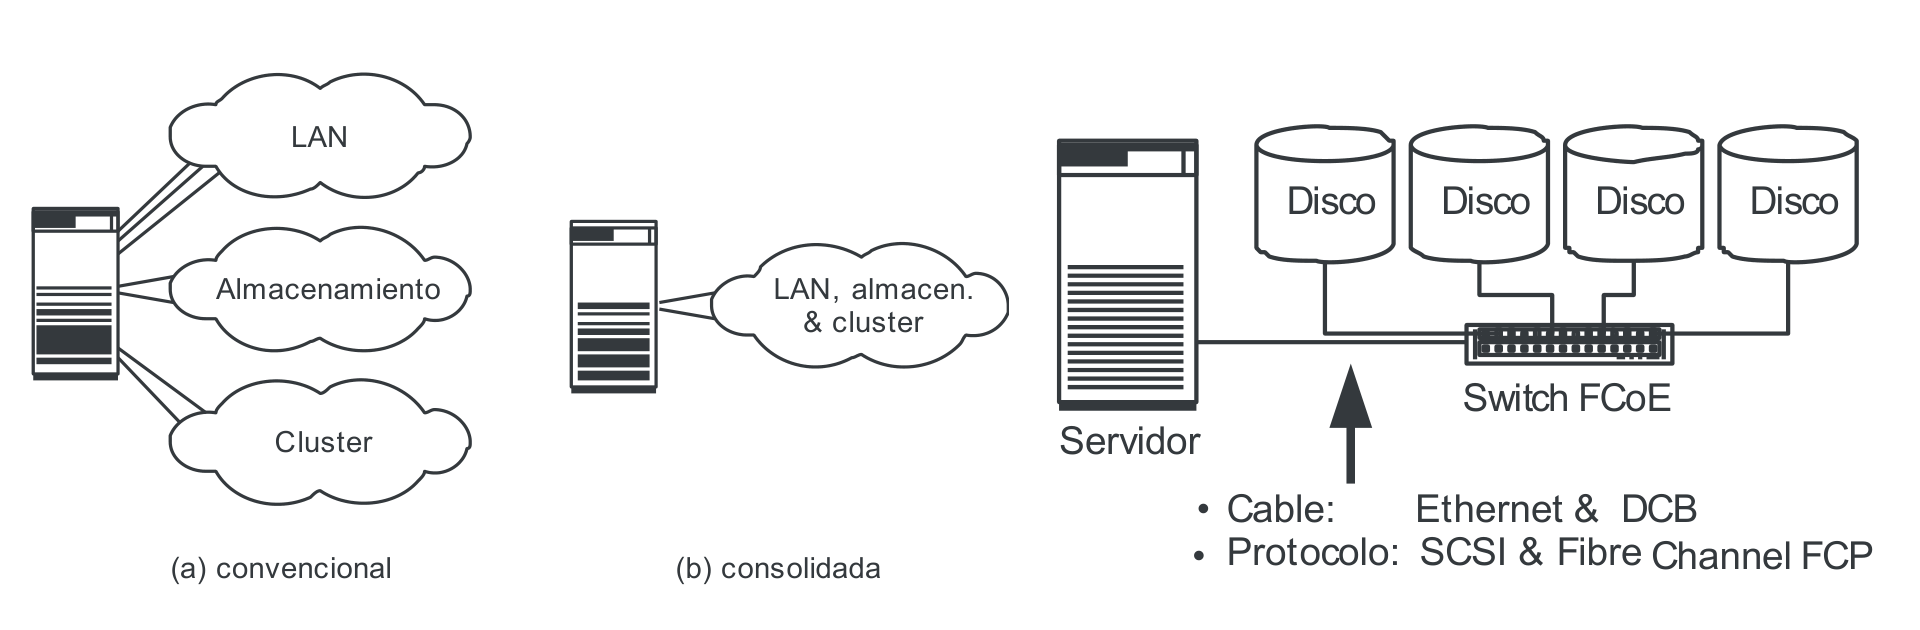 LAN
Almacenamiento
Cluster
(a) convencional
LAN, almacen.
& cluster
(b) consolidada
Disco Disco Disco Disco
Switch FCoE
Servidor
• Cable: Ethernet & DCB
• Protocolo: SCSI & Fibre Channel FCP